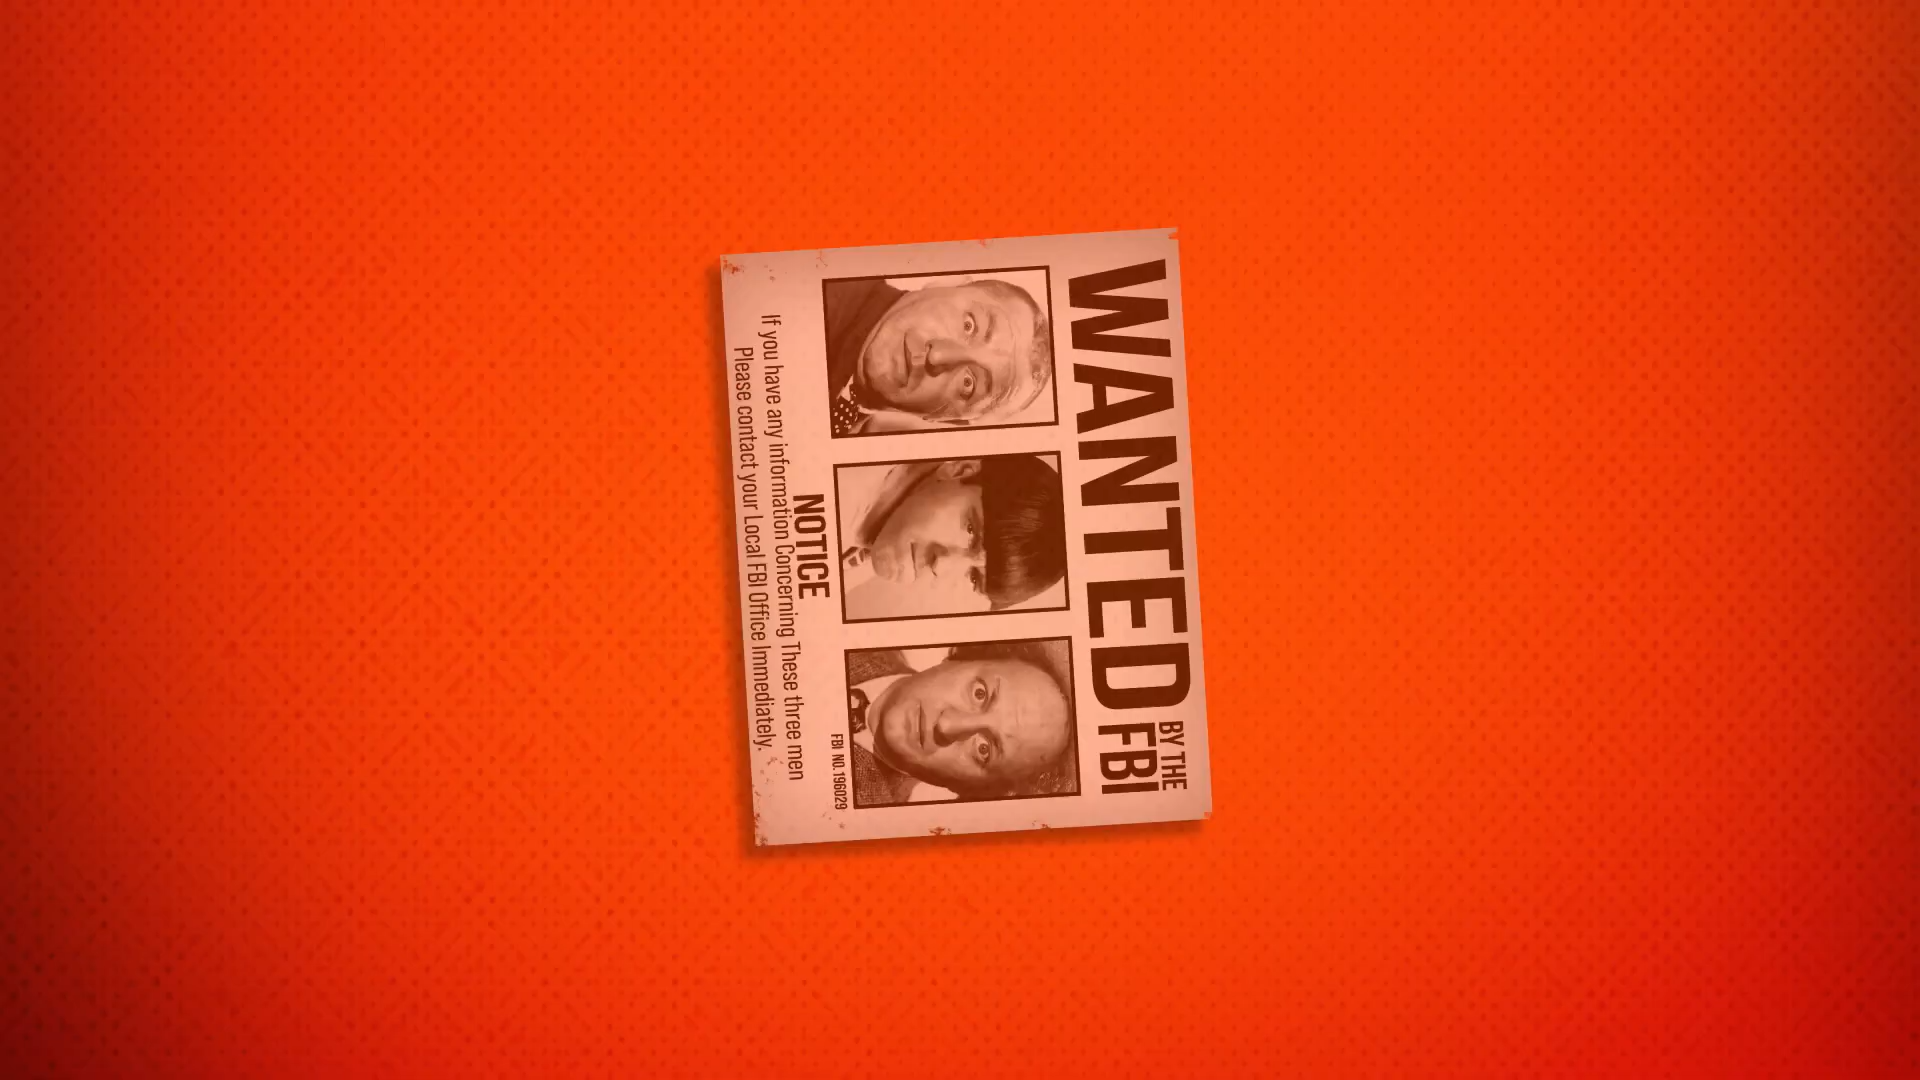 WANTED BY THE FBI
FBI NO.196029
NOTICE
If you have any information Concerning These three men
Please contact your Local FBI Office Immediately.